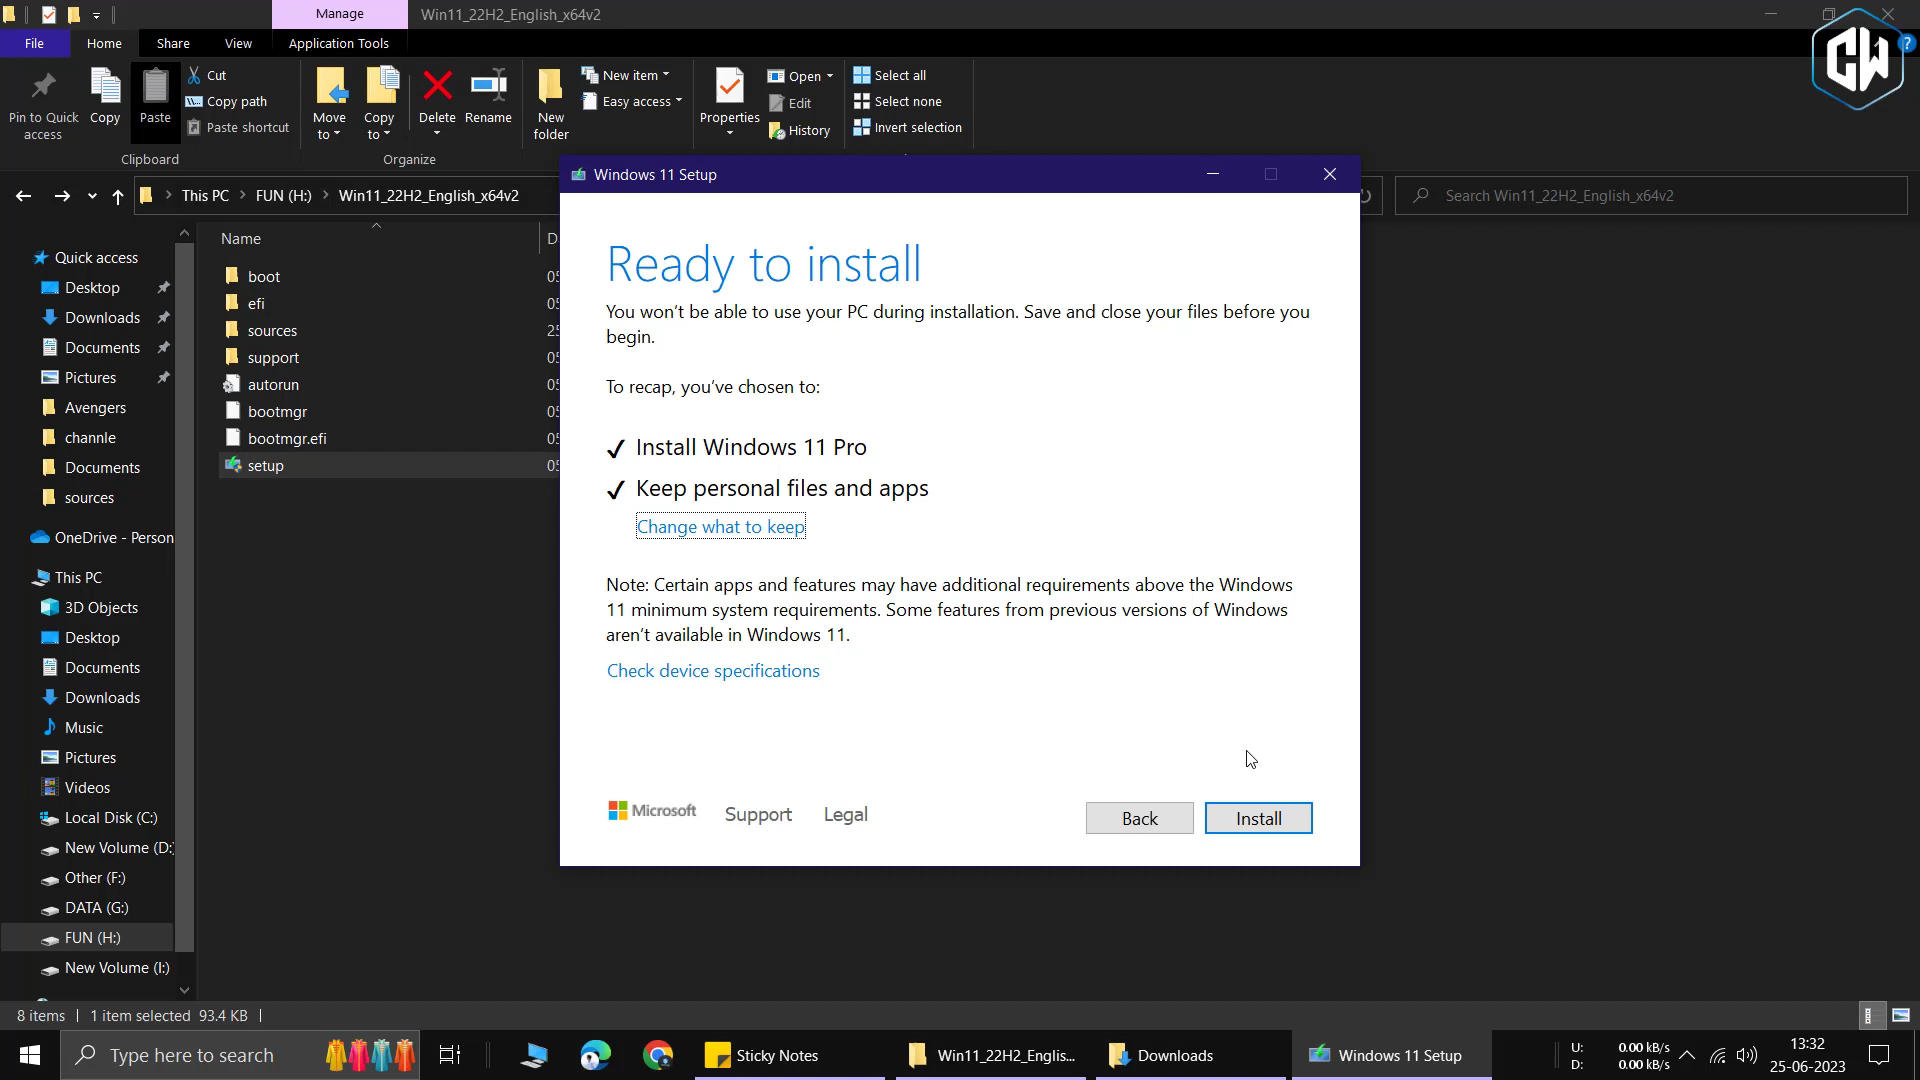 Manage
Win11_22H2_English_x64v2
File
Home
Share
View
Application Tools
Pin to Quick access
Copy
Paste
Cut
Copy path
Paste shortcut
Clipboard
Move to
Copy to
Delete
Rename
Organize
New folder
New item
Easy access
Properties
Open
Edit
History
Select all
Select none
Invert selection
CW
?
This PC
FUN (H:)
Win11_22H2_English_x64v2
Search Win11_22H2_English_x64v2
Quick access
Desktop
Downloads
Documents
Pictures
Avengers
channle
Documents
sources
OneDrive - Person
This PC
3D Objects
Desktop
Documents
Downloads
Music
Pictures
Videos
Local Disk (C:)
New Volume (D:)
Other (F:)
DATA (G:)
FUN (H:)
New Volume (I:)
Name
D
boot
05
efi
05
sources
25
support
05
autorun
05
bootmgr
05
bootmgr.efi
05
setup
05
Windows 11 Setup
Ready to install
You won't be able to use your PC during installation. Save and close your files before you
begin.
To recap, you've chosen to:
✓ Install Windows 11 Pro
✓ Keep personal files and apps
Change what to keep
Note: Certain apps and features may have additional requirements above the Windows
11 minimum system requirements. Some features from previous versions of Windows
aren't available in Windows 11.
Check device specifications
Microsoft
Support
Legal
Back
Install
8 items
1 item selected 93.4 KB
Type here to search
Sticky Notes
Win11_22H2_Englis...
Downloads
Windows 11 Setup
U: 0.00 kB/s
D: 0.00 kB/s
13:32
25-06-2023